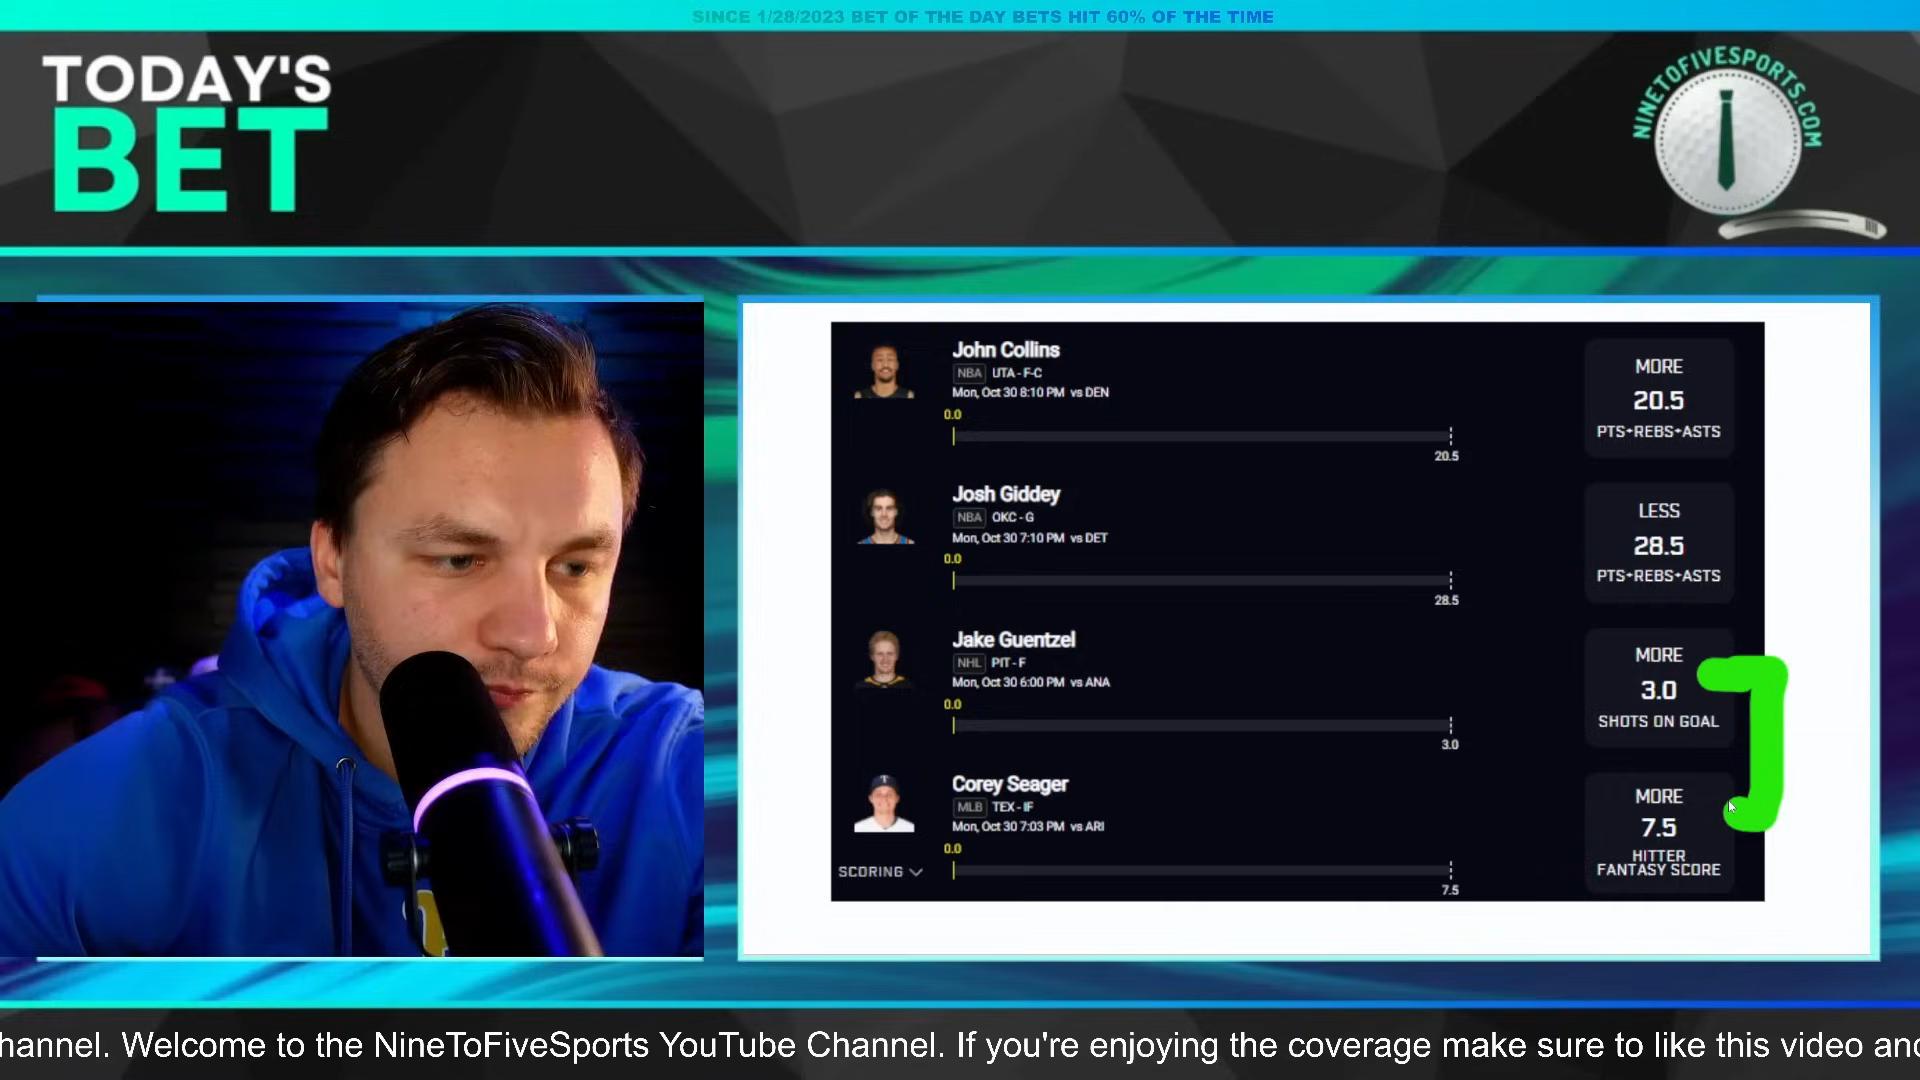 SINCE 1/28/2023 BET OF THE DAY BETS HIT 60% OF THE TIME
TODAY'S
BET
NINETOFIVESPORTS.COM
John Collins
NBA UTA - F-C
Mon, Oct 30 8:10 PM vs DEN
0.0
20.5
MORE
20.5
PTS+REBS+ASTS
Josh Giddey
NBA OKC - G
Mon, Oct 30 7:10 PM vs DET
0.0
28.5
LESS
28.5
PTS+REBS+ASTS
Jake Guentzel
NHL PIT - F
Mon, Oct 30 6:00 PM vs ANA
0.0
3.0
MORE
3.0
SHOTS ON GOAL
Corey Seager
MLB TEX - IF
Mon, Oct 30 7:03 PM vs ARI
0.0
SCORING
7.5
MORE
7.5
HITTER
FANTASY SCORE
hannel. Welcome to the NineToFiveSports YouTube Channel. If you're enjoying the coverage make sure to like this video and